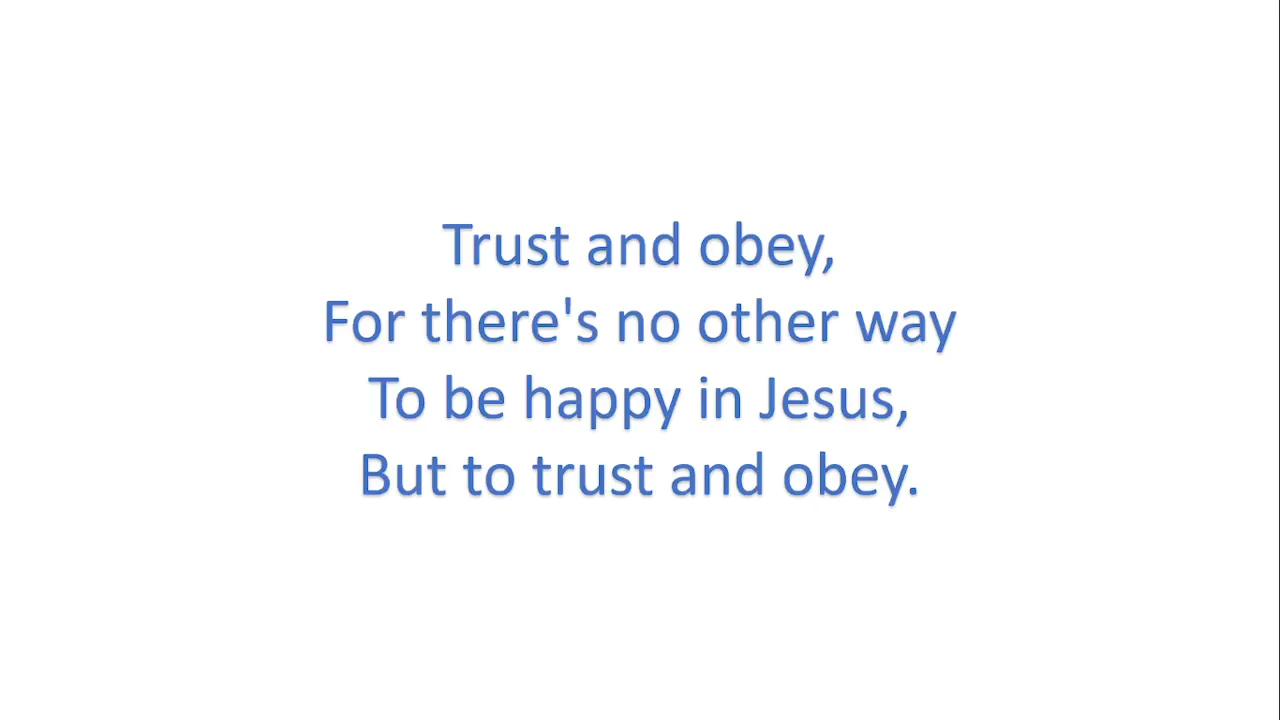 Trust and obey,
For there's no other way
To be happy in Jesus,
But to trust and obey.